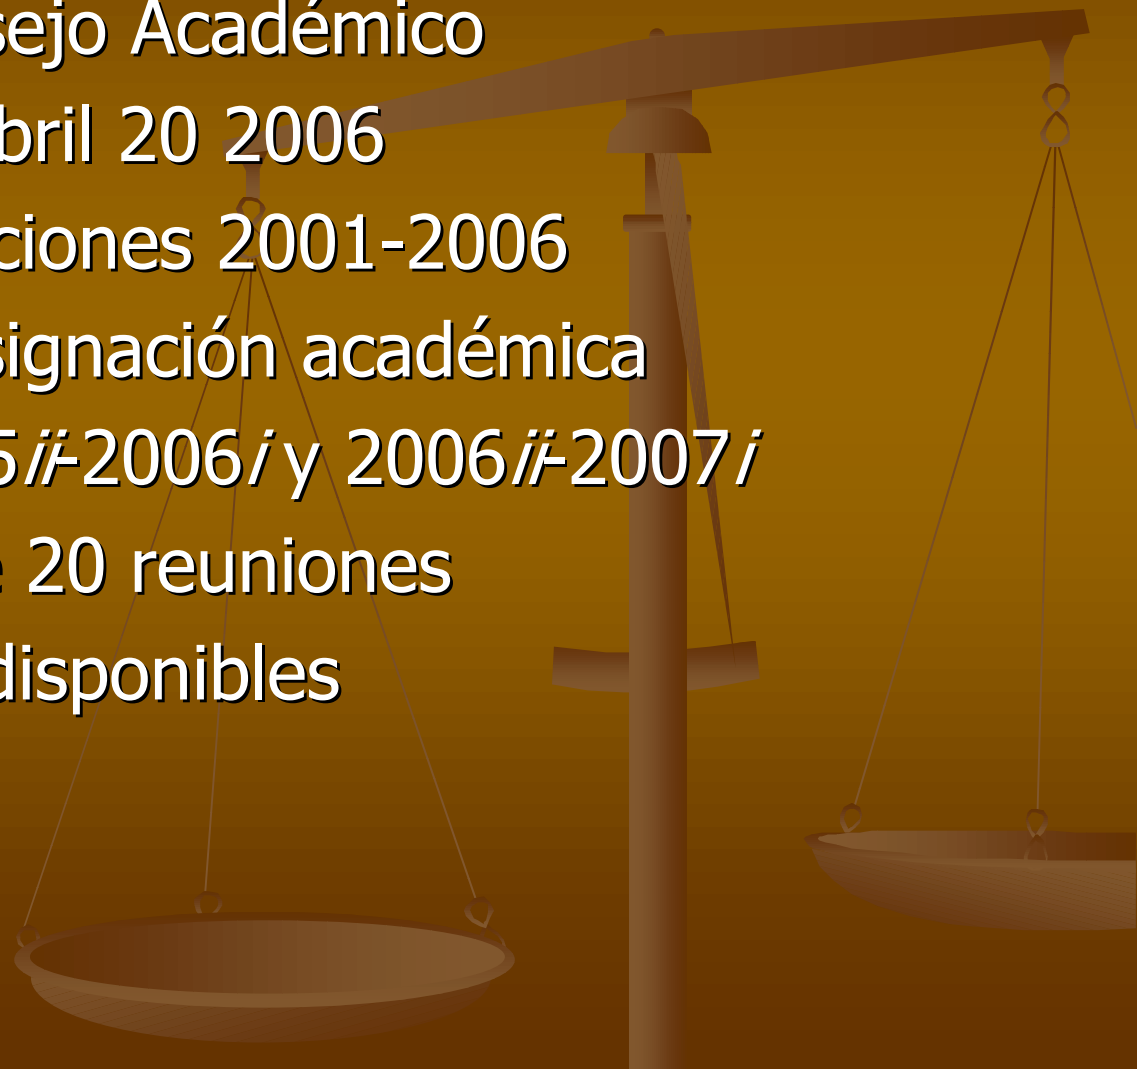 sejo Académico
bril 20 2006
ciones 2001-2006
signación académica
5ii-2006i y 2006ii-2007i
e 20 reuniones
disponibles